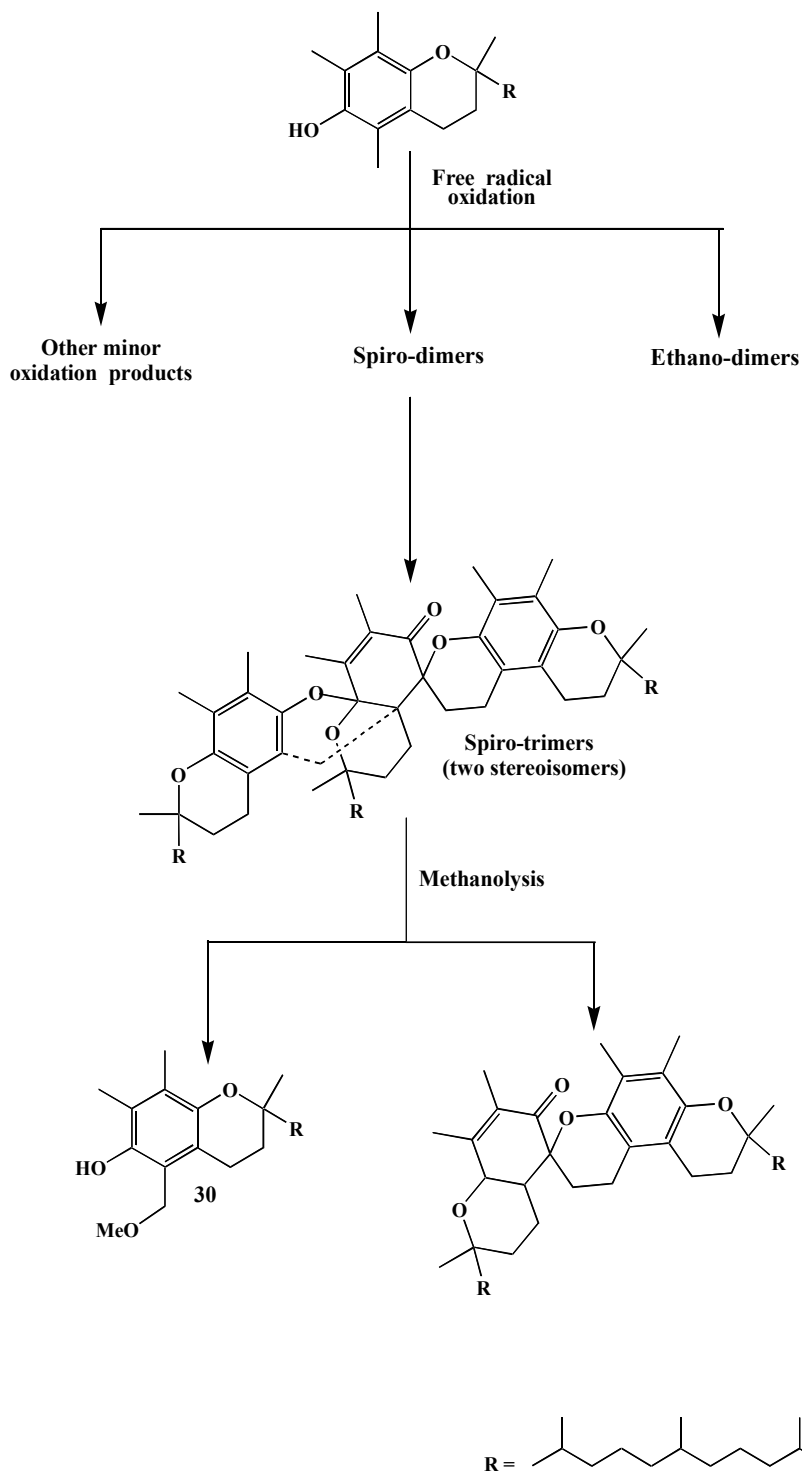 O
R
HO
Free radical
oxidation
Other minor
oxidation products
Spiro-dimers
Ethano-dimers
O
O
O
R
O
O
O
R
R
Spiro-trimers
(two stereoisomers)
Methanolysis
O
R
HO
30
MeO
O
O
O
R
O
R
R =